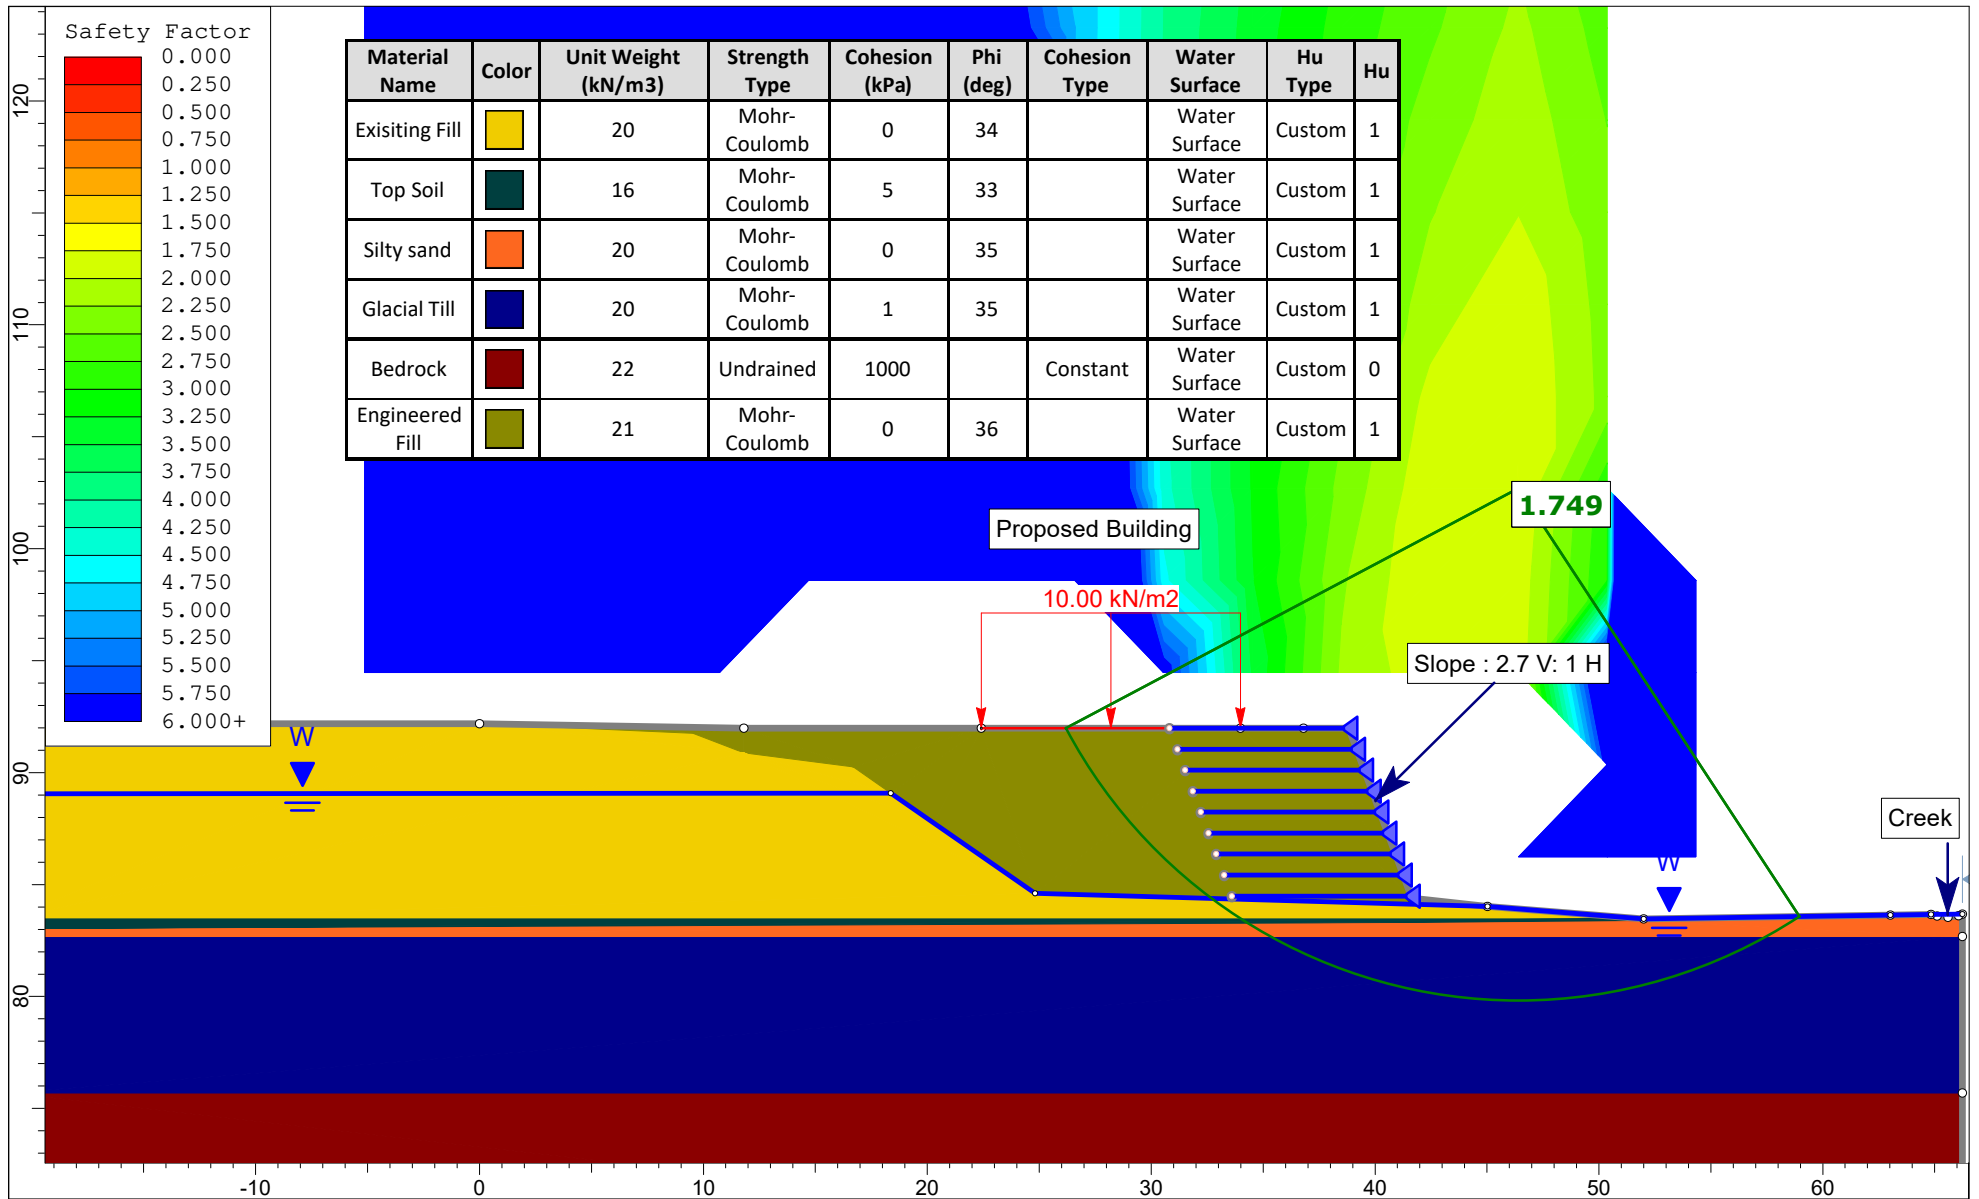 Safety Factor
0.000
0.250
0.500
0.750
1.000
1.250
1.500
1.750
2.000
2.250
2.500
2.750
3.000
3.250
3.500
3.750
4.000
4.250
4.500
4.750
5.000
5.250
5.500
5.750
6.000+
Material Name Color Unit Weight (kN/m3) Strength Type Cohesion (kPa) Phi (deg) Cohesion Type Water Surface Hu Type Hu
Exisiting Fill 20 Mohr-Coulomb 0 34 Water Surface Custom 1
Top Soil 16 Mohr-Coulomb 5 33 Water Surface Custom 1
Silty sand 20 Mohr-Coulomb 0 35 Water Surface Custom 1
Glacial Till 20 Mohr-Coulomb 1 35 Water Surface Custom 1
Bedrock 22 Undrained 1000 Constant Water Surface Custom 0
Engineered Fill 21 Mohr-Coulomb 0 36 Water Surface Custom 1
1.749
Proposed Building
10.00 kN/m2
Slope : 2.7 V: 1 H
W
W
Creek
120
110
100
90
80
-10 0 10 20 30 40 50 60